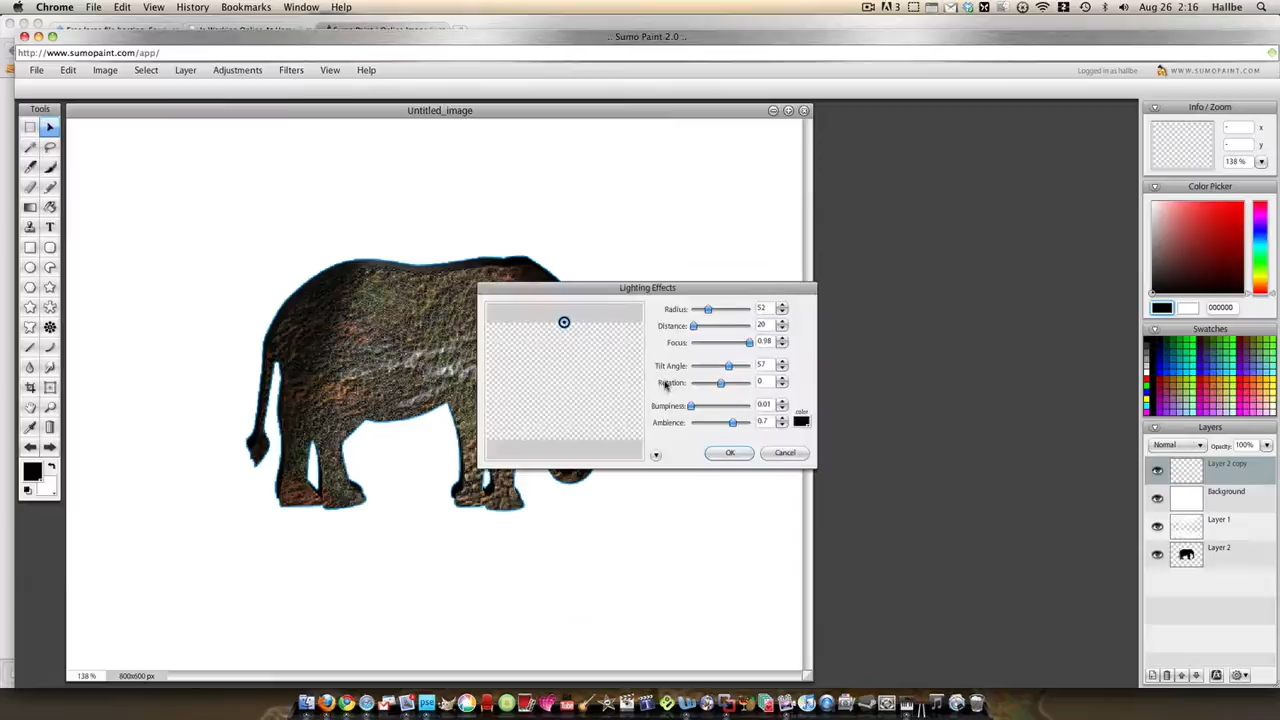 Chrome File Edit View History Bookmarks Window Help A 3 Aug 26 2:16 Hallbe
.: Sumo Paint 2.0 :.
http://www.sumopaint.com/app/
File Edit Image Select Layer Adjustments Filters View Help Logged in as hallbe WWW.SUMOPAINT.COM
Tools
Untitled_image
Info / Zoom
- x
- y
138 %
Color Picker
000000
Lighting Effects
Radius: 52
Distance: 20
Focus: 0.98
Tilt Angle: 57
Rotation: 0
Bumpiness: 0.01
Ambience: 0.7
color
OK Cancel
Swatches
Layers
Normal Opacity: 100%
Layer 2 copy
Background
Layer 1
Layer 2
138 % 800x600 px